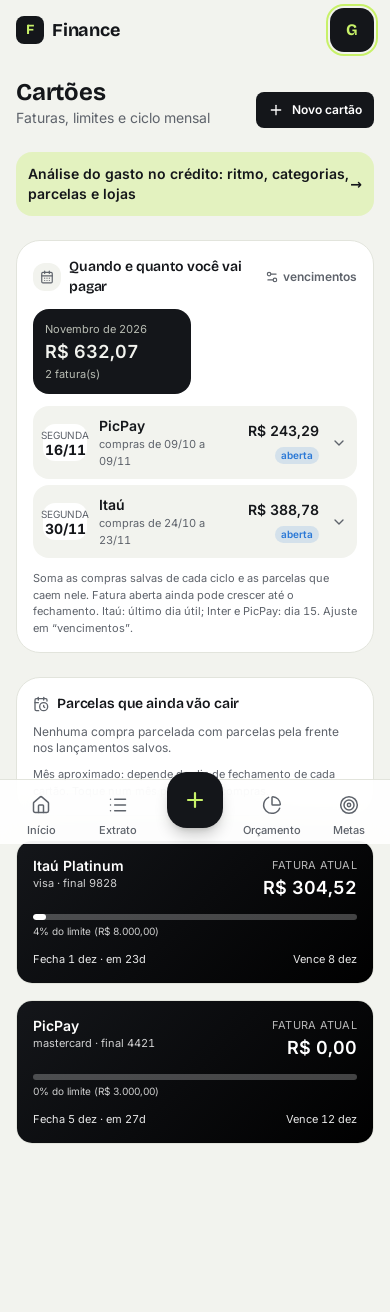 F Finance
G
Cartões
Faturas, limites e ciclo mensal
+ Novo cartão
Análise do gasto no crédito: ritmo, categorias,
parcelas e lojas →
Quando e quanto você vai
pagar
vencimentos
Novembro de 2026
R$ 632,07
2 fatura(s)
SEGUNDA
16/11
PicPay
compras de 09/10 a
09/11
R$ 243,29
aberta
SEGUNDA
30/11
Itaú
compras de 24/10 a
23/11
R$ 388,78
aberta
Soma as compras salvas de cada ciclo e as parcelas que
caem nele. Fatura aberta ainda pode crescer até o
fechamento. Itaú: último dia útil; Inter e PicPay: dia 15. Ajuste
em “vencimentos”.
Parcelas que ainda vão cair
Nenhuma compra parcelada com parcelas pela frente
nos lançamentos salvos.
Mês aproximado: depende do dia de fechamento de cada
Início
Extrato
+
Orçamento
Metas
Itaú Platinum
visa · final 9828
FATURA ATUAL
R$ 304,52
4% do limite (R$ 8.000,00)
Fecha 1 dez · em 23d
Vence 8 dez
PicPay
mastercard · final 4421
FATURA ATUAL
R$ 0,00
0% do limite (R$ 3.000,00)
Fecha 5 dez · em 27d
Vence 12 dez